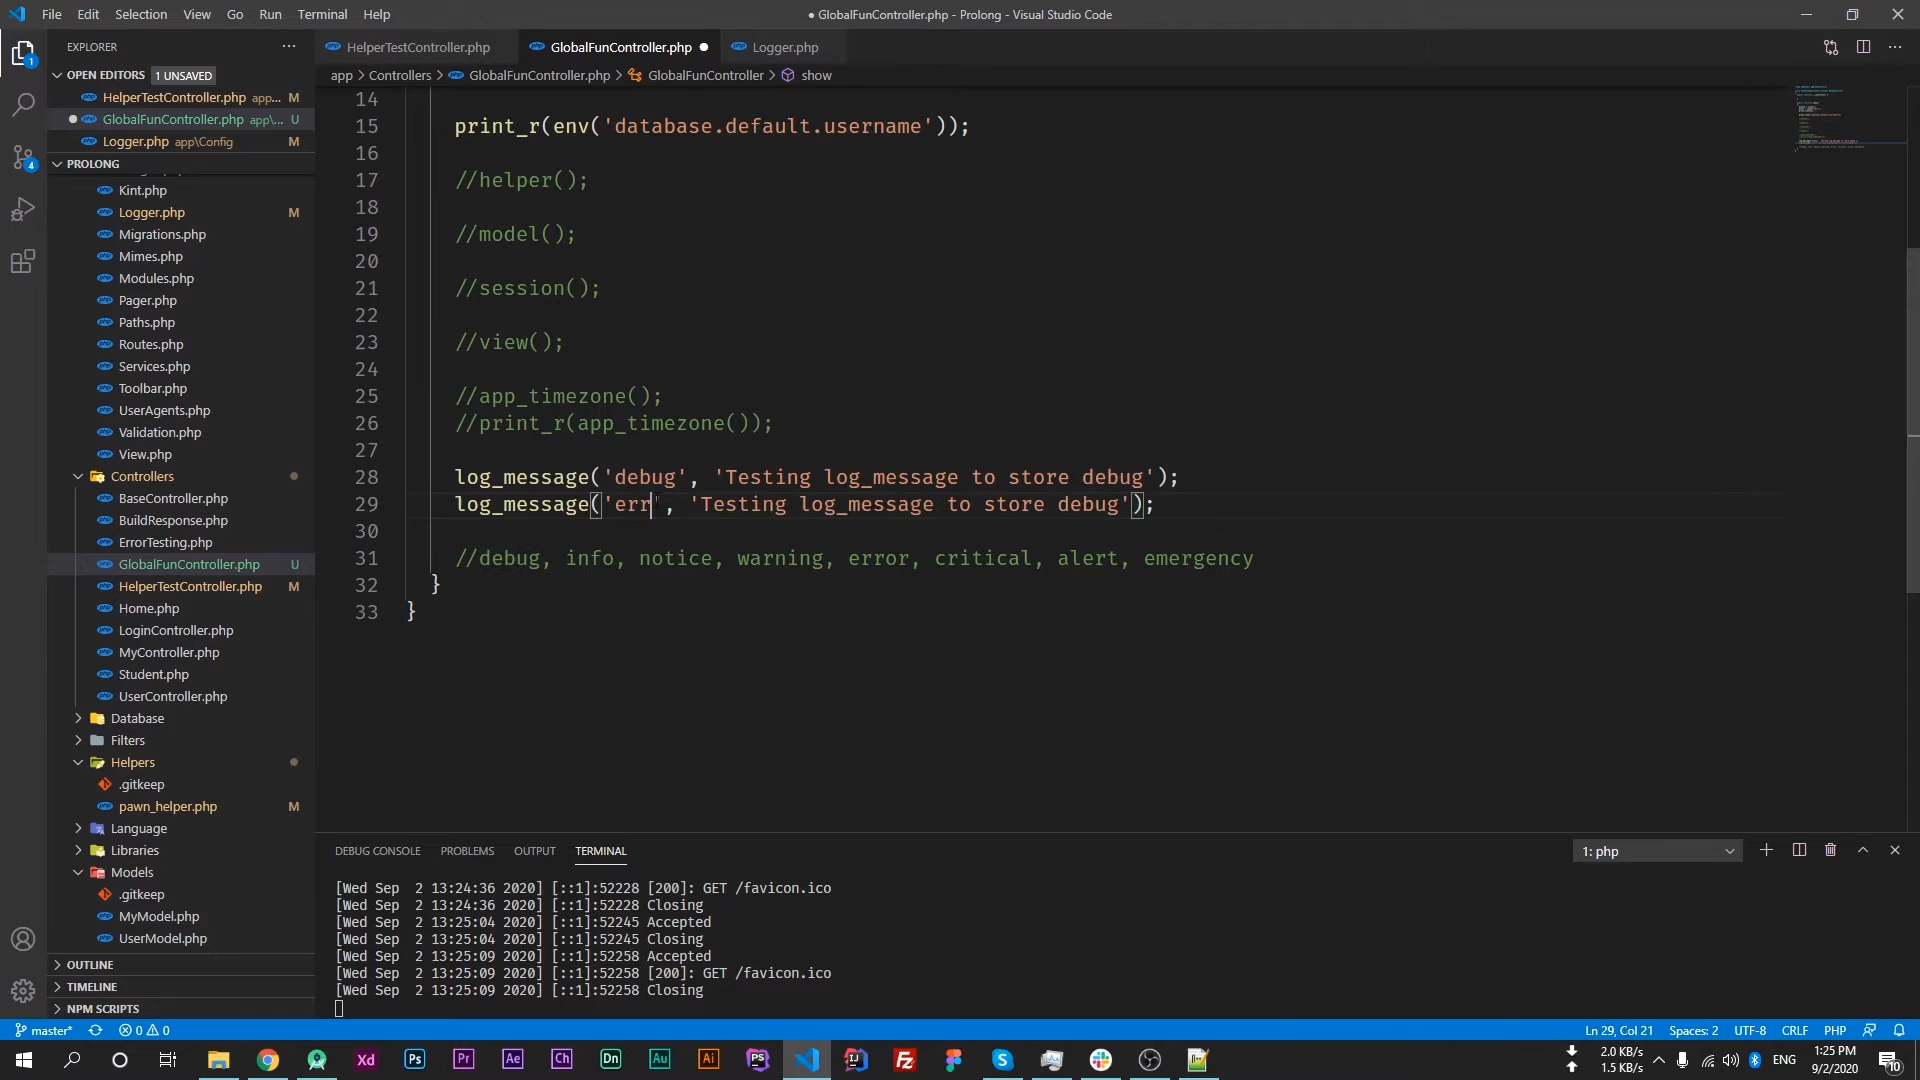 File Edit Selection View Go Run Terminal Help
● GlobalFunController.php - Prolong - Visual Studio Code
EXPLORER
OPEN EDITORS 1 UNSAVED
HelperTestController.php app... M
GlobalFunController.php app\... U
Logger.php app\Config M
PROLONG
Kint.php
Logger.php M
Migrations.php
Mimes.php
Modules.php
Pager.php
Paths.php
Routes.php
Services.php
Toolbar.php
UserAgents.php
Validation.php
View.php
Controllers
BaseController.php
BuildResponse.php
ErrorTesting.php
GlobalFunController.php U
HelperTestController.php M
Home.php
LoginController.php
MyController.php
Student.php
UserController.php
Database
Filters
Helpers
.gitkeep
pawn_helper.php M
Language
Libraries
Models
.gitkeep
MyModel.php
UserModel.php
OUTLINE
TIMELINE
NPM SCRIPTS
HelperTestController.php GlobalFunController.php Logger.php
app > Controllers > GlobalFunController.php > GlobalFunController > show
14
15 print_r(env('database.default.username'));
16
17 //helper();
18
19 //model();
20
21 //session();
22
23 //view();
24
25 //app_timezone();
26 //print_r(app_timezone());
27
28 log_message('debug', 'Testing log_message to store debug');
29 log_message('err', 'Testing log_message to store debug');
30
31 //debug, info, notice, warning, error, critical, alert, emergency
32 }
33 }
DEBUG CONSOLE PROBLEMS OUTPUT TERMINAL
1: php
[Wed Sep 2 13:24:36 2020] [::1]:52228 [200]: GET /favicon.ico
[Wed Sep 2 13:24:36 2020] [::1]:52228 Closing
[Wed Sep 2 13:25:04 2020] [::1]:52245 Accepted
[Wed Sep 2 13:25:04 2020] [::1]:52245 Closing
[Wed Sep 2 13:25:09 2020] [::1]:52258 Accepted
[Wed Sep 2 13:25:09 2020] [::1]:52258 [200]: GET /favicon.ico
[Wed Sep 2 13:25:09 2020] [::1]:52258 Closing
master* 0 0
Ln 29, Col 21 Spaces: 2 UTF-8 CRLF PHP
Xd Ps Pr Ae Ch Dn Au Ai PS IJ Fz S
2.0 KB/s
1.5 KB/s
ENG
1:25 PM
9/2/2020
10